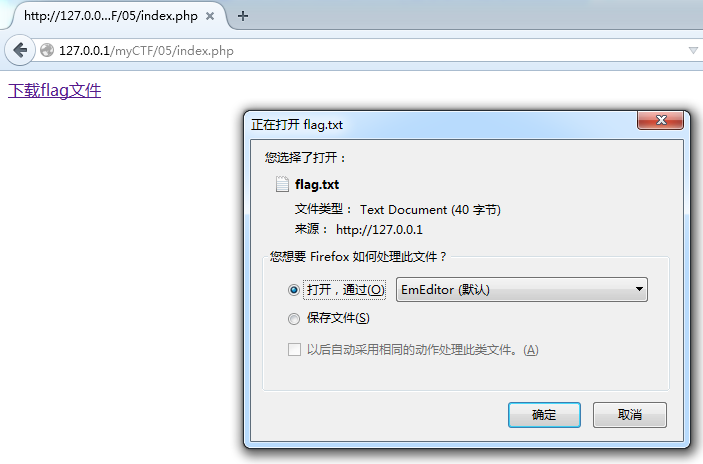 http://127.0.0...F/05/index.php
127.0.0.1/myCTF/05/index.php
下载flag文件
正在打开 flag.txt
您选择了打开：
flag.txt
文件类型： Text Document (40 字节)
来源： http://127.0.0.1
您想要 Firefox 如何处理此文件？
打开，通过(O) EmEditor (默认)
保存文件(S)
以后自动采用相同的动作处理此类文件。(A)
确定 取消